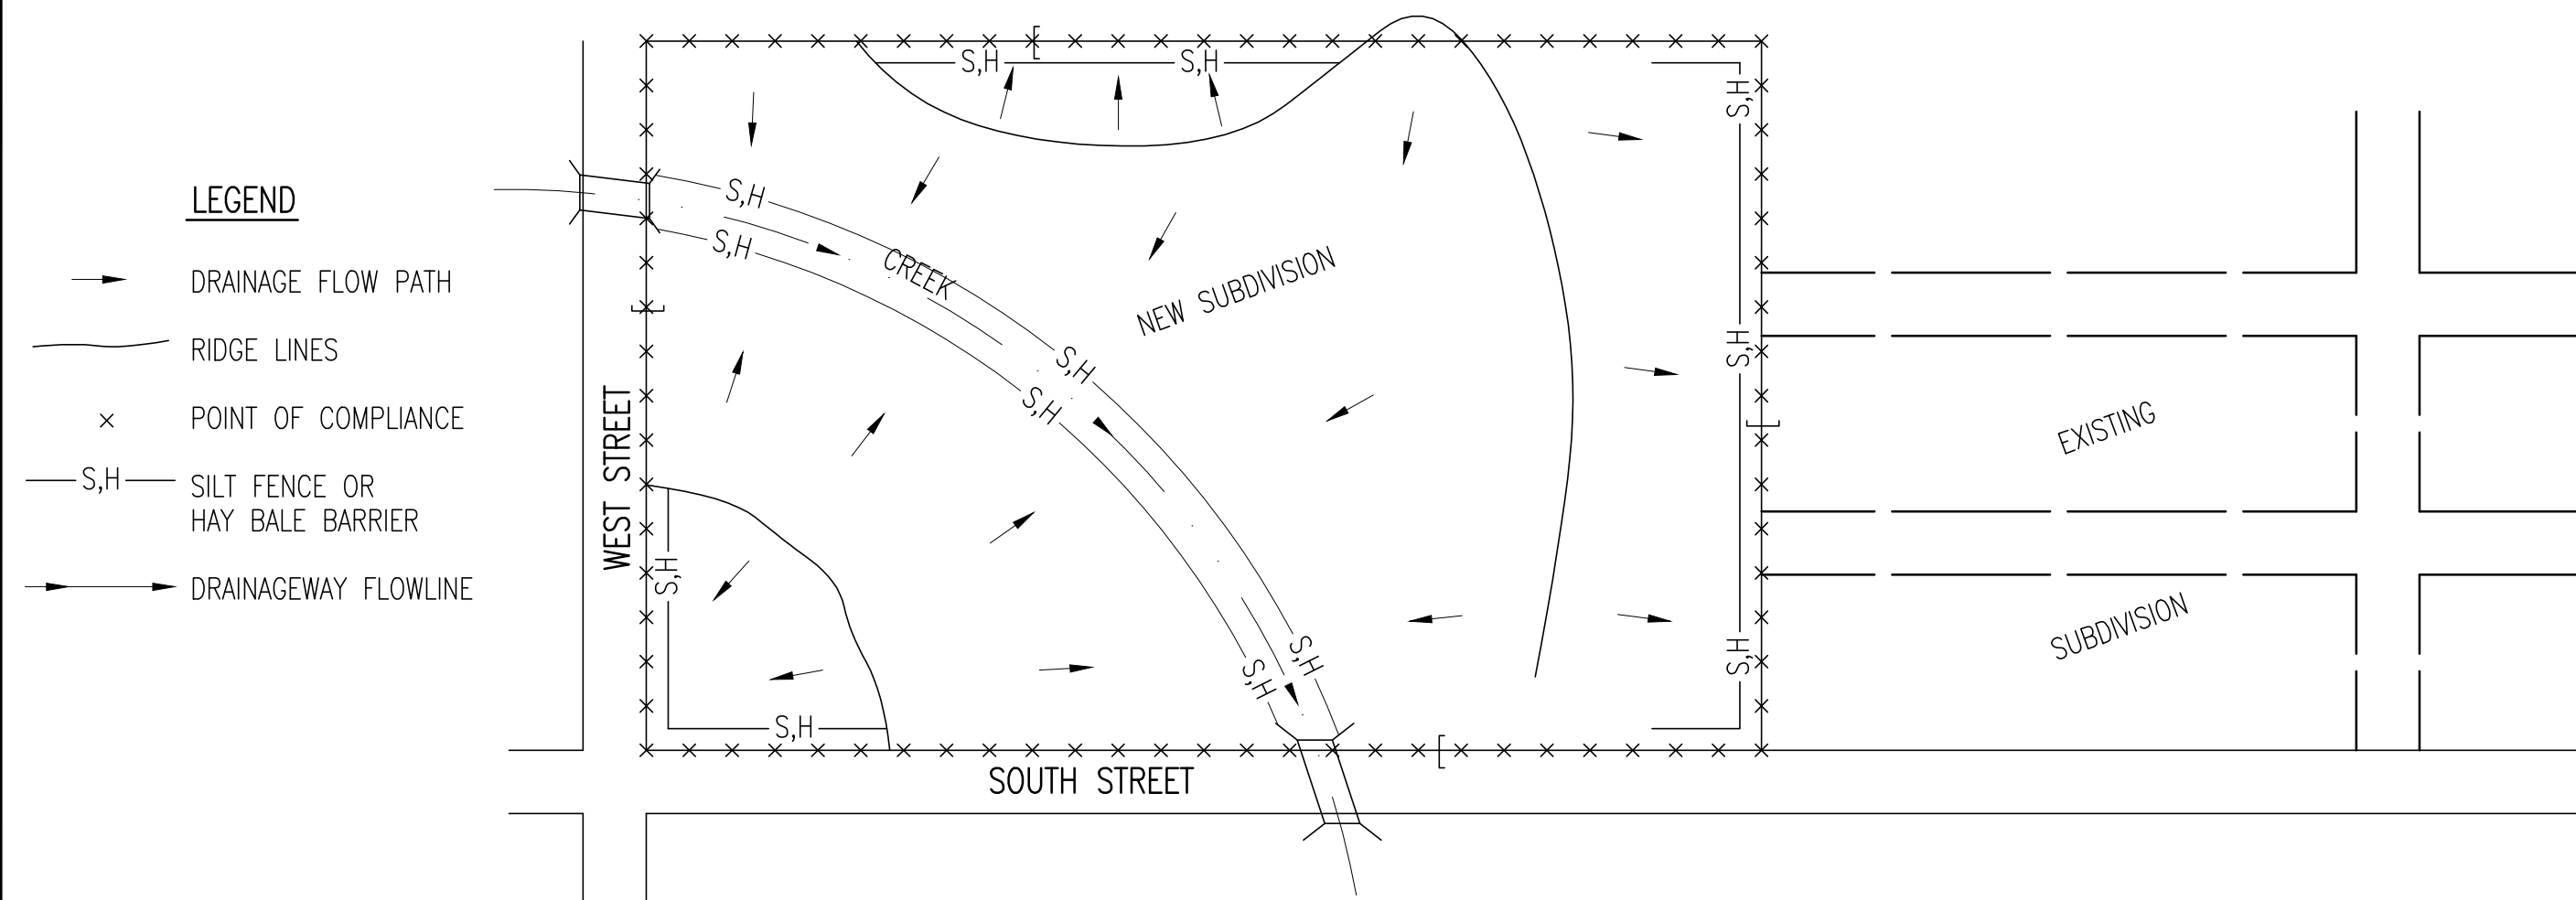 LEGEND
DRAINAGE FLOW PATH
RIDGE LINES
POINT OF COMPLIANCE
S,H
SILT FENCE OR
HAY BALE BARRIER
DRAINAGEWAY FLOWLINE
WEST STREET
SOUTH STREET
S,H
S,H
S,H
S,H
CREEK
NEW SUBDIVISION
S,H
S,H
S,H
S,H
S,H
S,H
S,H
S,H
S,H
EXISTING
SUBDIVISION